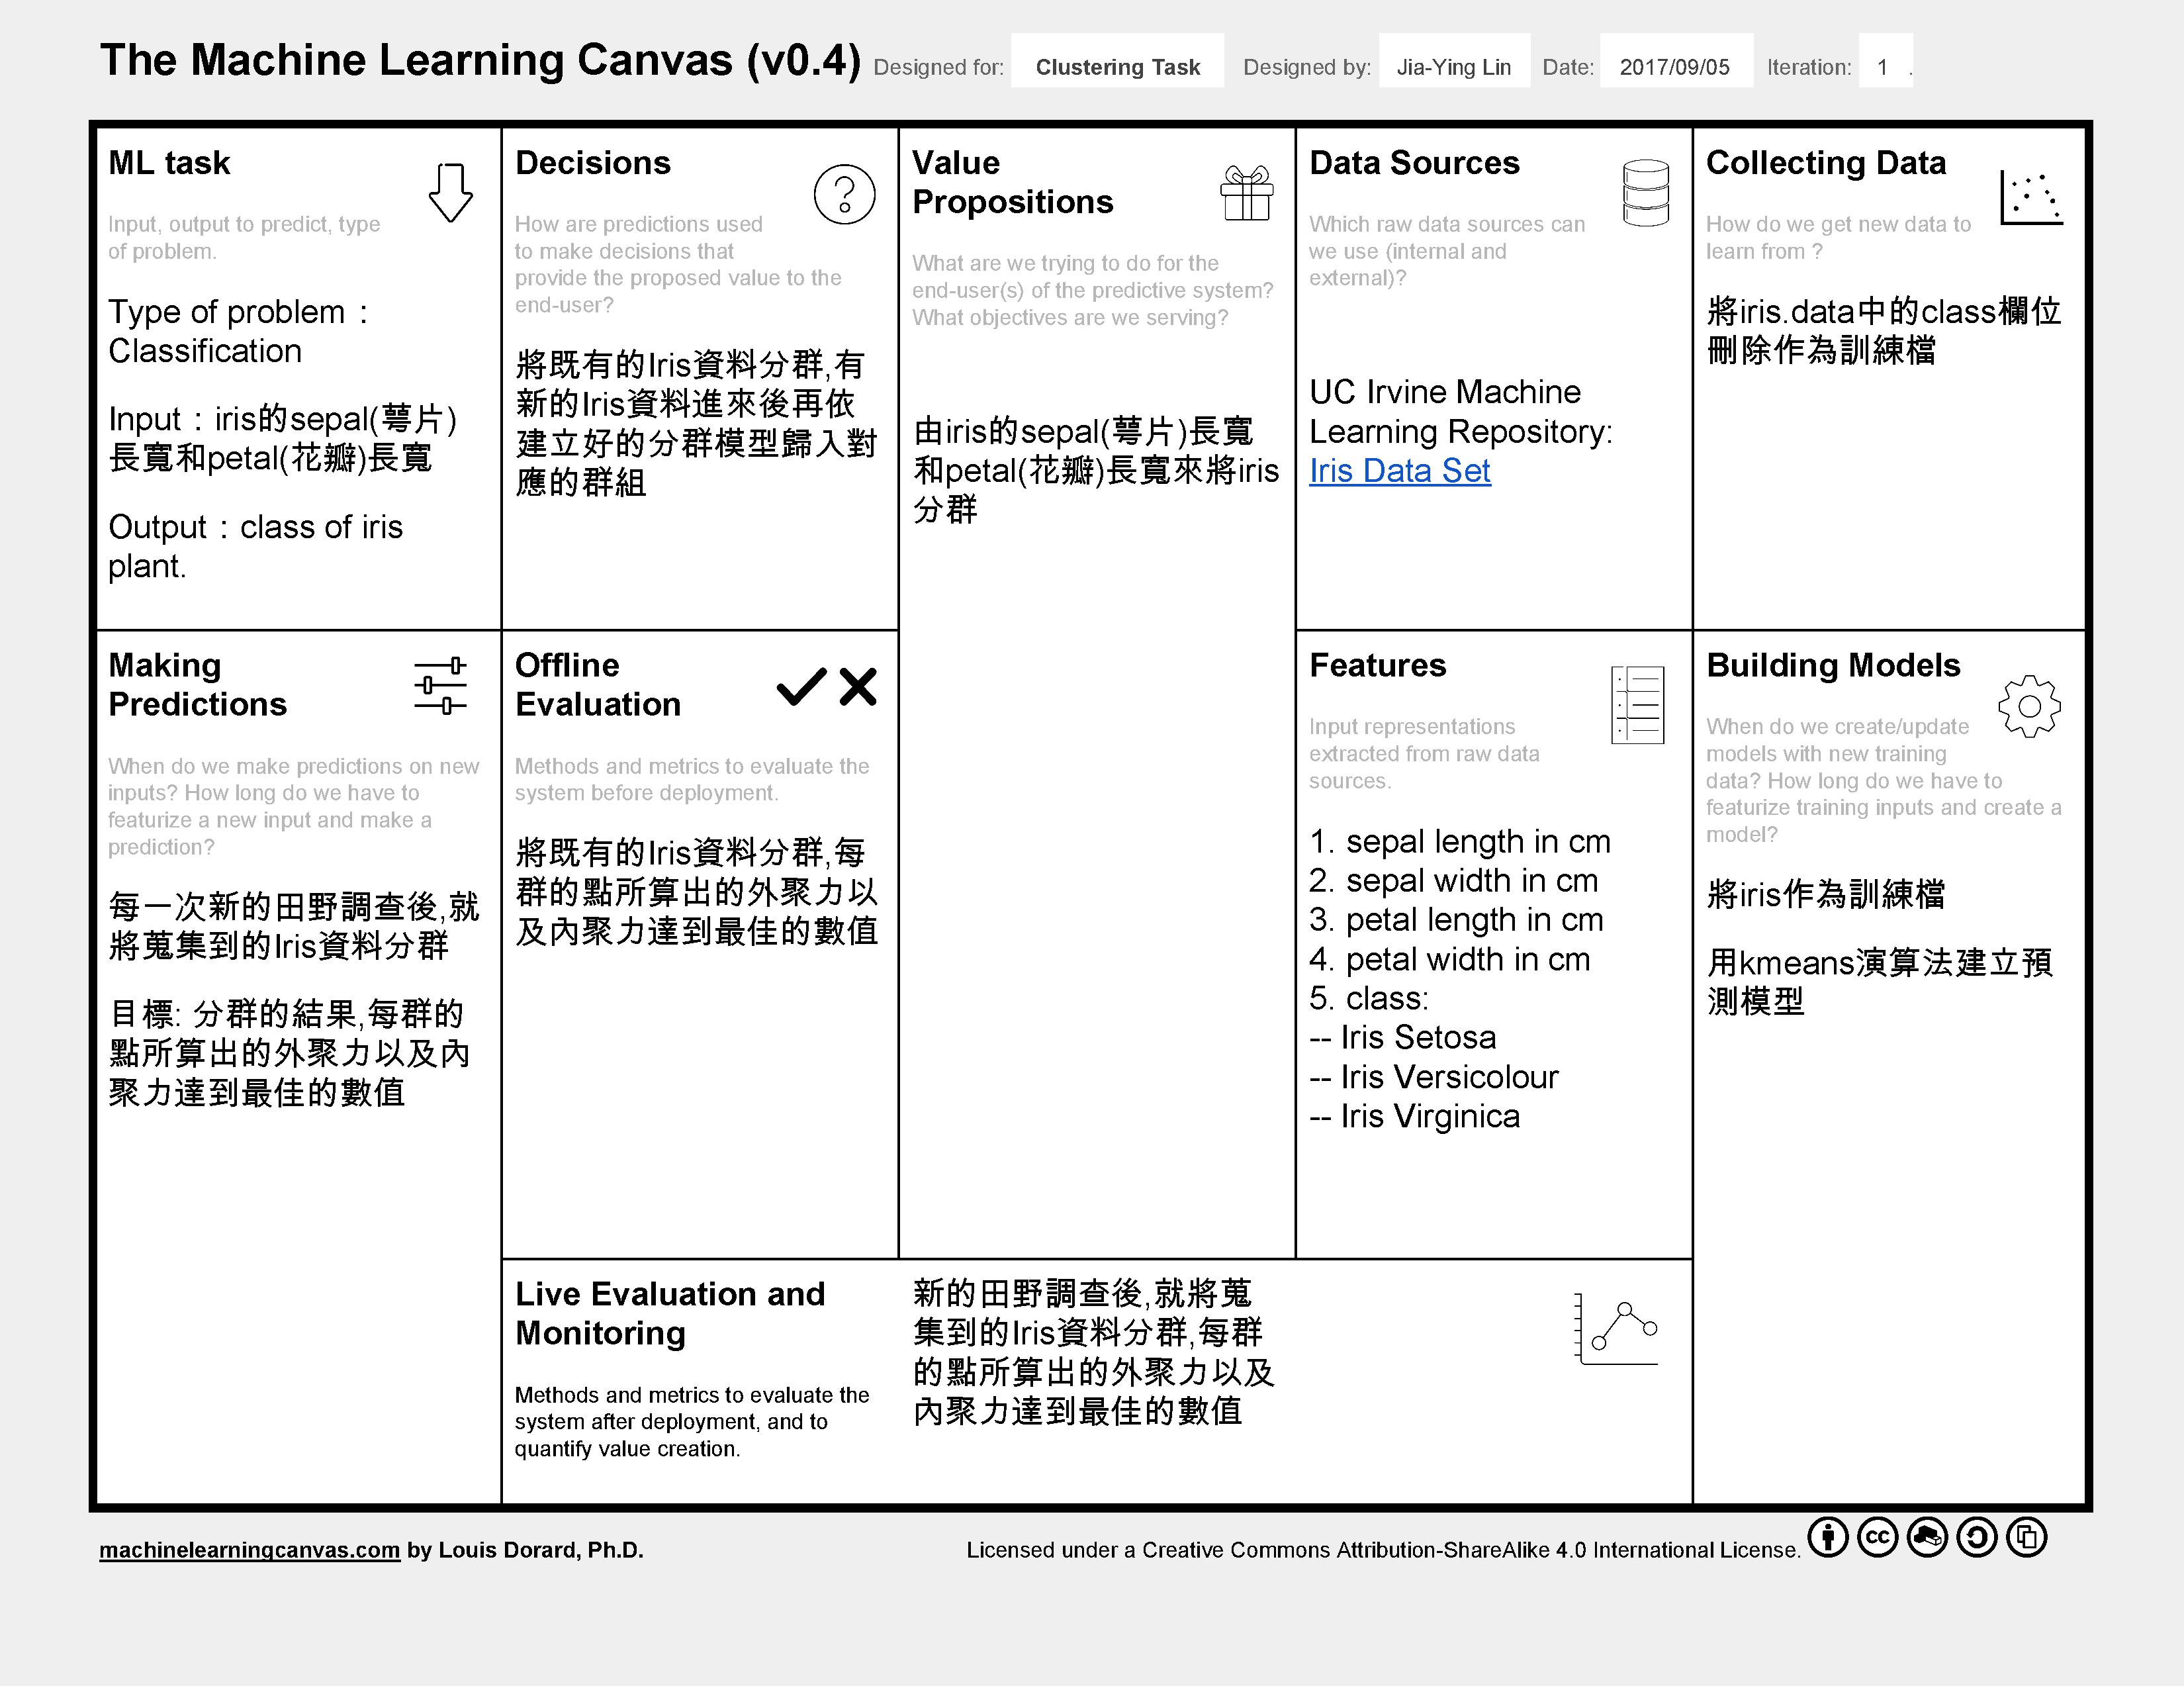 The Machine Learning Canvas (v0.4)
Designed for: Clustering Task
Designed by: Jia-Ying Lin
Date: 2017/09/05
Iteration: 1 .
ML task
Input, output to predict, type
of problem.
Type of problem：
Classification
Input：iris的sepal(萼片)
長寬和petal(花瓣)長寬
Output：class of iris
plant.
Decisions
How are predictions used
to make decisions that
provide the proposed value to the
end-user?
將既有的Iris資料分群,有
新的Iris資料進來後再依
建立好的分群模型歸入對
應的群組
Value
Propositions
What are we trying to do for the
end-user(s) of the predictive system?
What objectives are we serving?
由iris的sepal(萼片)長寬
和petal(花瓣)長寬來將iris
分群
Data Sources
Which raw data sources can
we use (internal and
external)?
UC Irvine Machine
Learning Repository:
Iris Data Set
Collecting Data
How do we get new data to
learn from ?
將iris.data中的class欄位
刪除作為訓練檔
Making
Predictions
When do we make predictions on new
inputs? How long do we have to
featurize a new input and make a
prediction?
每一次新的田野調查後,就
將蒐集到的Iris資料分群
目標: 分群的結果,每群的
點所算出的外聚力以及內
聚力達到最佳的數值
Offline
Evaluation
Methods and metrics to evaluate the
system before deployment.
將既有的Iris資料分群,每
群的點所算出的外聚力以
及內聚力達到最佳的數值
Features
Input representations
extracted from raw data
sources.
1. sepal length in cm
2. sepal width in cm
3. petal length in cm
4. petal width in cm
5. class:
-- Iris Setosa
-- Iris Versicolour
-- Iris Virginica
Building Models
When do we create/update
models with new training
data? How long do we have to
featurize training inputs and create a
model?
將iris作為訓練檔
用kmeans演算法建立預
測模型
Live Evaluation and
Monitoring
Methods and metrics to evaluate the
system after deployment, and to
quantify value creation.
新的田野調查後,就將蒐
集到的Iris資料分群,每群
的點所算出的外聚力以及
內聚力達到最佳的數值
machinelearningcanvas.com by Louis Dorard, Ph.D.
Licensed under a Creative Commons Attribution-ShareAlike 4.0 International License.
cc